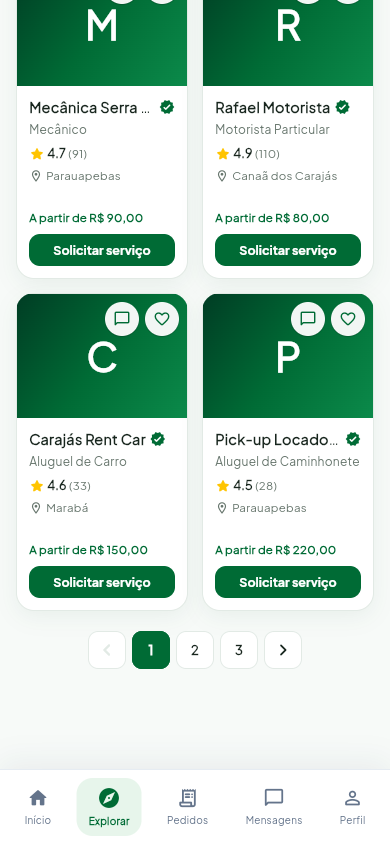 M
R
Mecânica Serra ...
Rafael Motorista
Mecânico
Motorista Particular
4.7 (91)
4.9 (110)
Parauapebas
Canaã dos Carajás
A partir de R$ 90,00
A partir de R$ 80,00
Solicitar serviço
Solicitar serviço
C
P
Carajás Rent Car
Pick-up Locado...
Aluguel de Carro
Aluguel de Caminhonete
4.6 (33)
4.5 (28)
Marabá
Parauapebas
A partir de R$ 150,00
A partir de R$ 220,00
Solicitar serviço
Solicitar serviço
1 2 3
Início Explorar Pedidos Mensagens Perfil